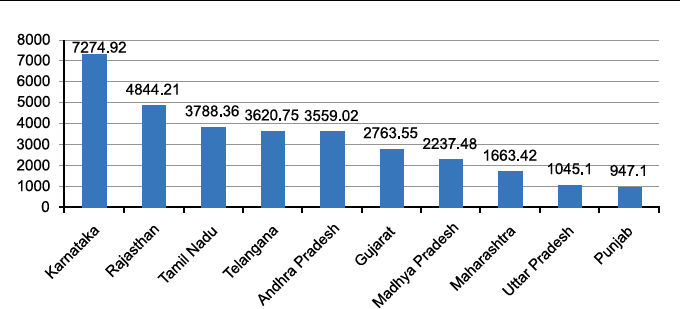 8000
7000
6000
5000
4000
3000
2000
1000
0
7274.92
4844.21
3788.36
3620.75
3559.02
2763.55
2237.48
1663.42
1045.1
947.1
Karnataka
Rajasthan
Tamil Nadu
Telangana
Andhra Pradesh
Gujarat
Madhya Pradesh
Maharashtra
Uttar Pradesh
Punjab